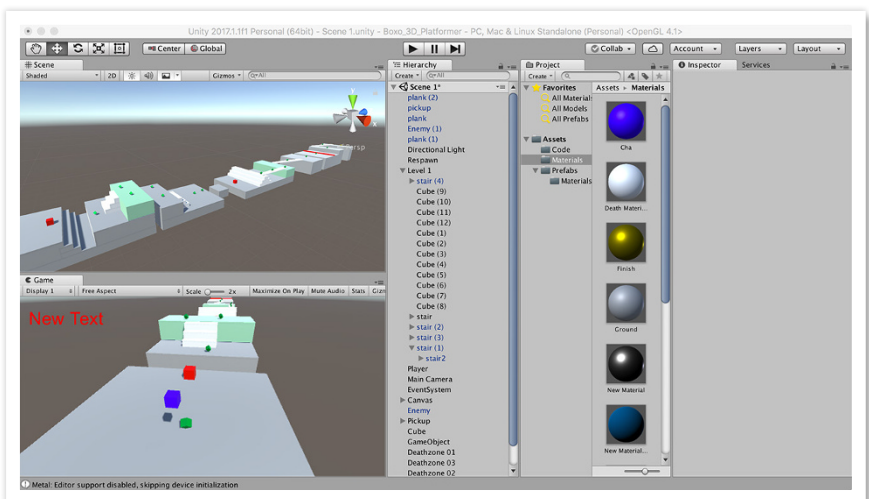 Unity 2017.1.1f1 Personal (64bit) - Scene 1.unity - Boxo_3D_Platformer - PC, Mac & Linux Standalone (Personal) <OpenGL 4.1>
Center Global Collab Account Layers Layout
Scene
Shaded 2D Gizmos All
y
x
Persp
Game
Display 1 Free Aspect Scale 2x Maximize On Play Mute Audio Stats Gizm
New Text
Hierarchy
Create All
Scene 1*
plank (2)
pickup
plank
Enemy (1)
plank (1)
Directional Light
Respawn
Level 1
stair (4)
Cube (9)
Cube (10)
Cube (11)
Cube (12)
Cube (1)
Cube (2)
Cube (3)
Cube (4)
Cube (5)
Cube (6)
Cube (7)
Cube (8)
stair
stair (2)
stair (3)
stair (1)
stair2
Player
Main Camera
EventSystem
Canvas
Enemy
Pickup
Cube
GameObject
Deathzone 01
Deathzone 03
Deathzone 02
Project
Create
Favorites
All Material
All Models
All Prefabs
Assets
Code
Materials
Prefabs
Materials
Assets Materials
Cha
Death Materi...
Finish
Ground
New Material
New Material...
Inspector Services
Metal: Editor support disabled, skipping device initialization